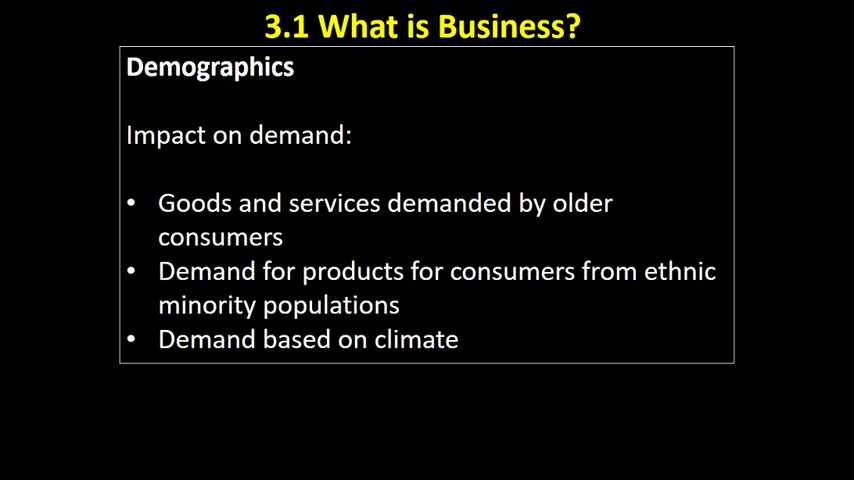 3.1 What is Business?
Demographics
Impact on demand:
• Goods and services demanded by older
consumers
• Demand for products for consumers from ethnic
minority populations
• Demand based on climate